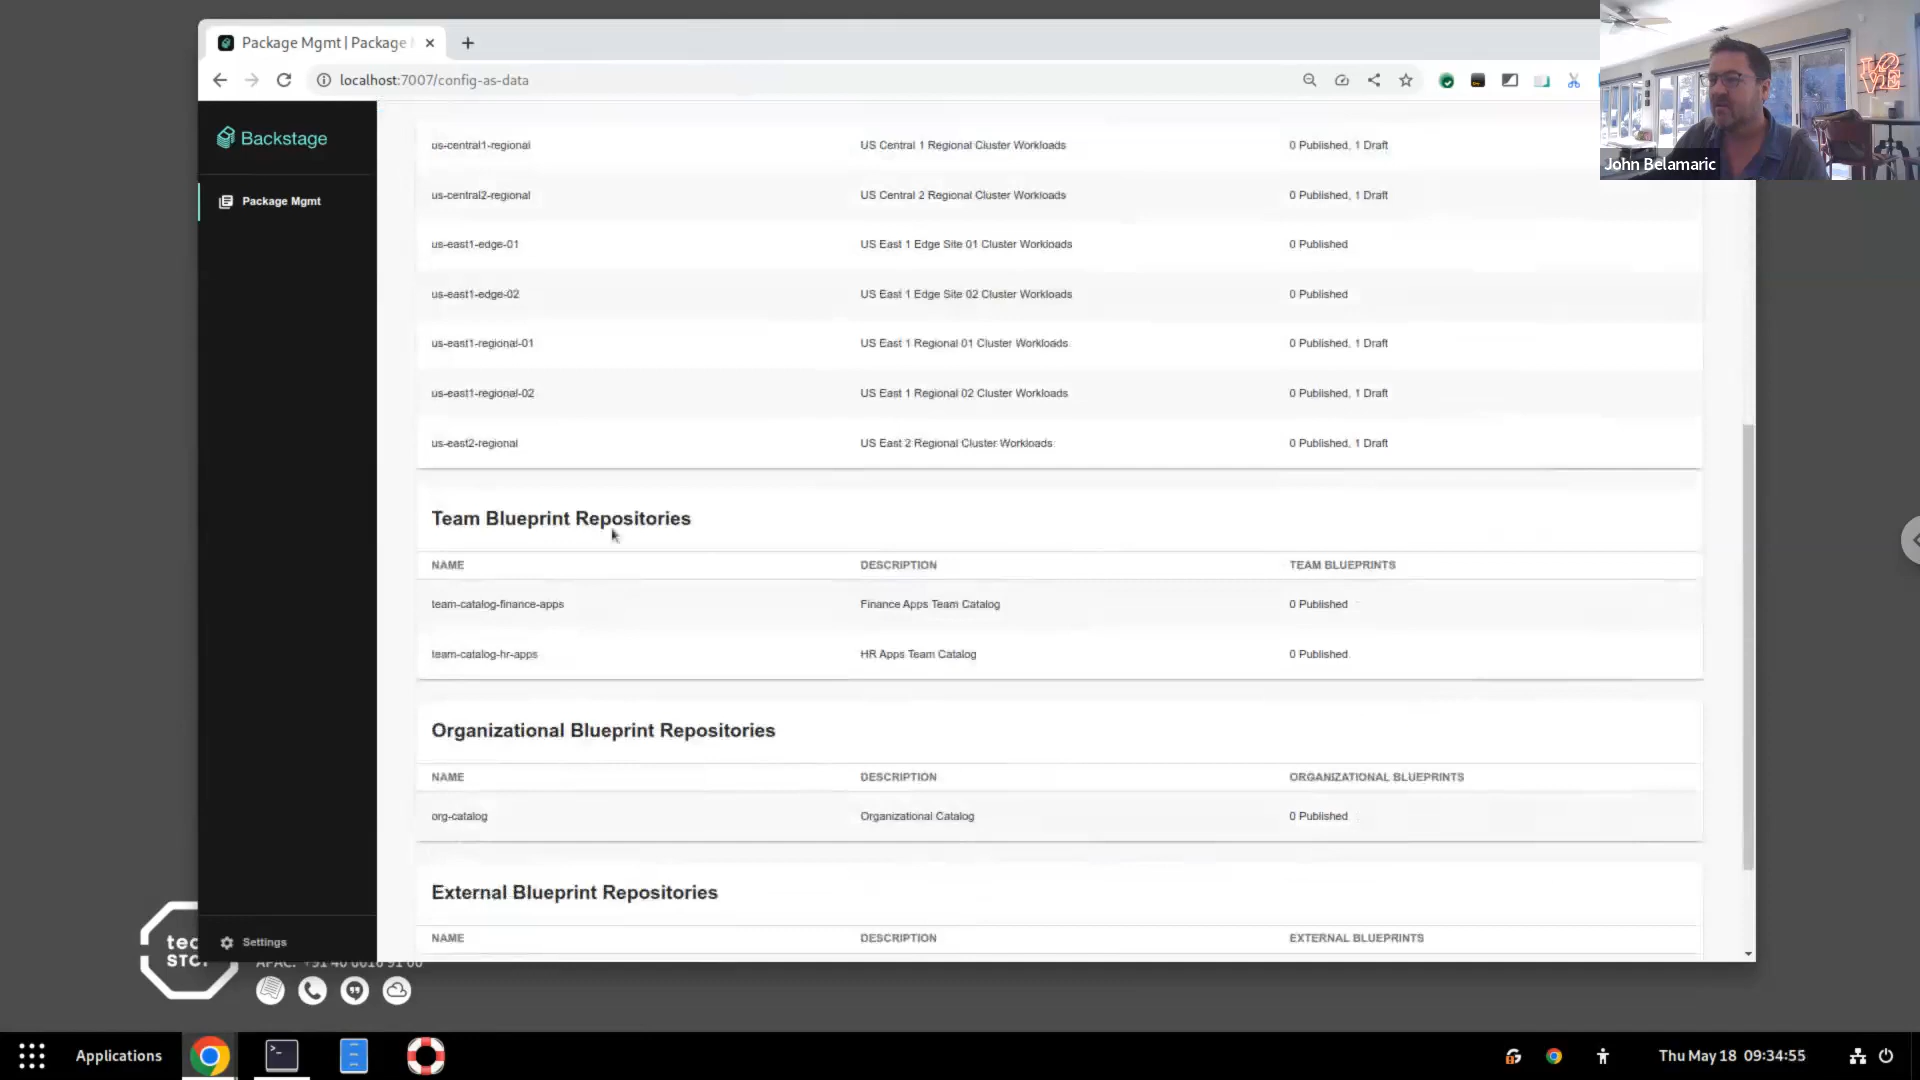 Package Mgmt | Package
localhost:7007/config-as-data
John Belamaric
Backstage
Package Mgmt
us-central1-regional US Central 1 Regional Cluster Workloads 0 Published, 1 Draft
us-central2-regional US Central 2 Regional Cluster Workloads 0 Published, 1 Draft
us-east1-edge-01 US East 1 Edge Site 01 Cluster Workloads 0 Published
us-east1-edge-02 US East 1 Edge Site 02 Cluster Workloads 0 Published
us-east1-regional-01 US East 1 Regional 01 Cluster Workloads 0 Published, 1 Draft
us-east1-regional-02 US East 1 Regional 02 Cluster Workloads 0 Published, 1 Draft
us-east2-regional US East 2 Regional Cluster Workloads 0 Published, 1 Draft
Team Blueprint Repositories
NAME DESCRIPTION TEAM BLUEPRINTS
team-catalog-finance-apps Finance Apps Team Catalog 0 Published
team-catalog-hr-apps HR Apps Team Catalog 0 Published
Organizational Blueprint Repositories
NAME DESCRIPTION ORGANIZATIONAL BLUEPRINTS
org-catalog Organizational Catalog 0 Published
External Blueprint Repositories
NAME DESCRIPTION EXTERNAL BLUEPRINTS
Settings
Applications
Thu May 18 09:34:55
LOVE